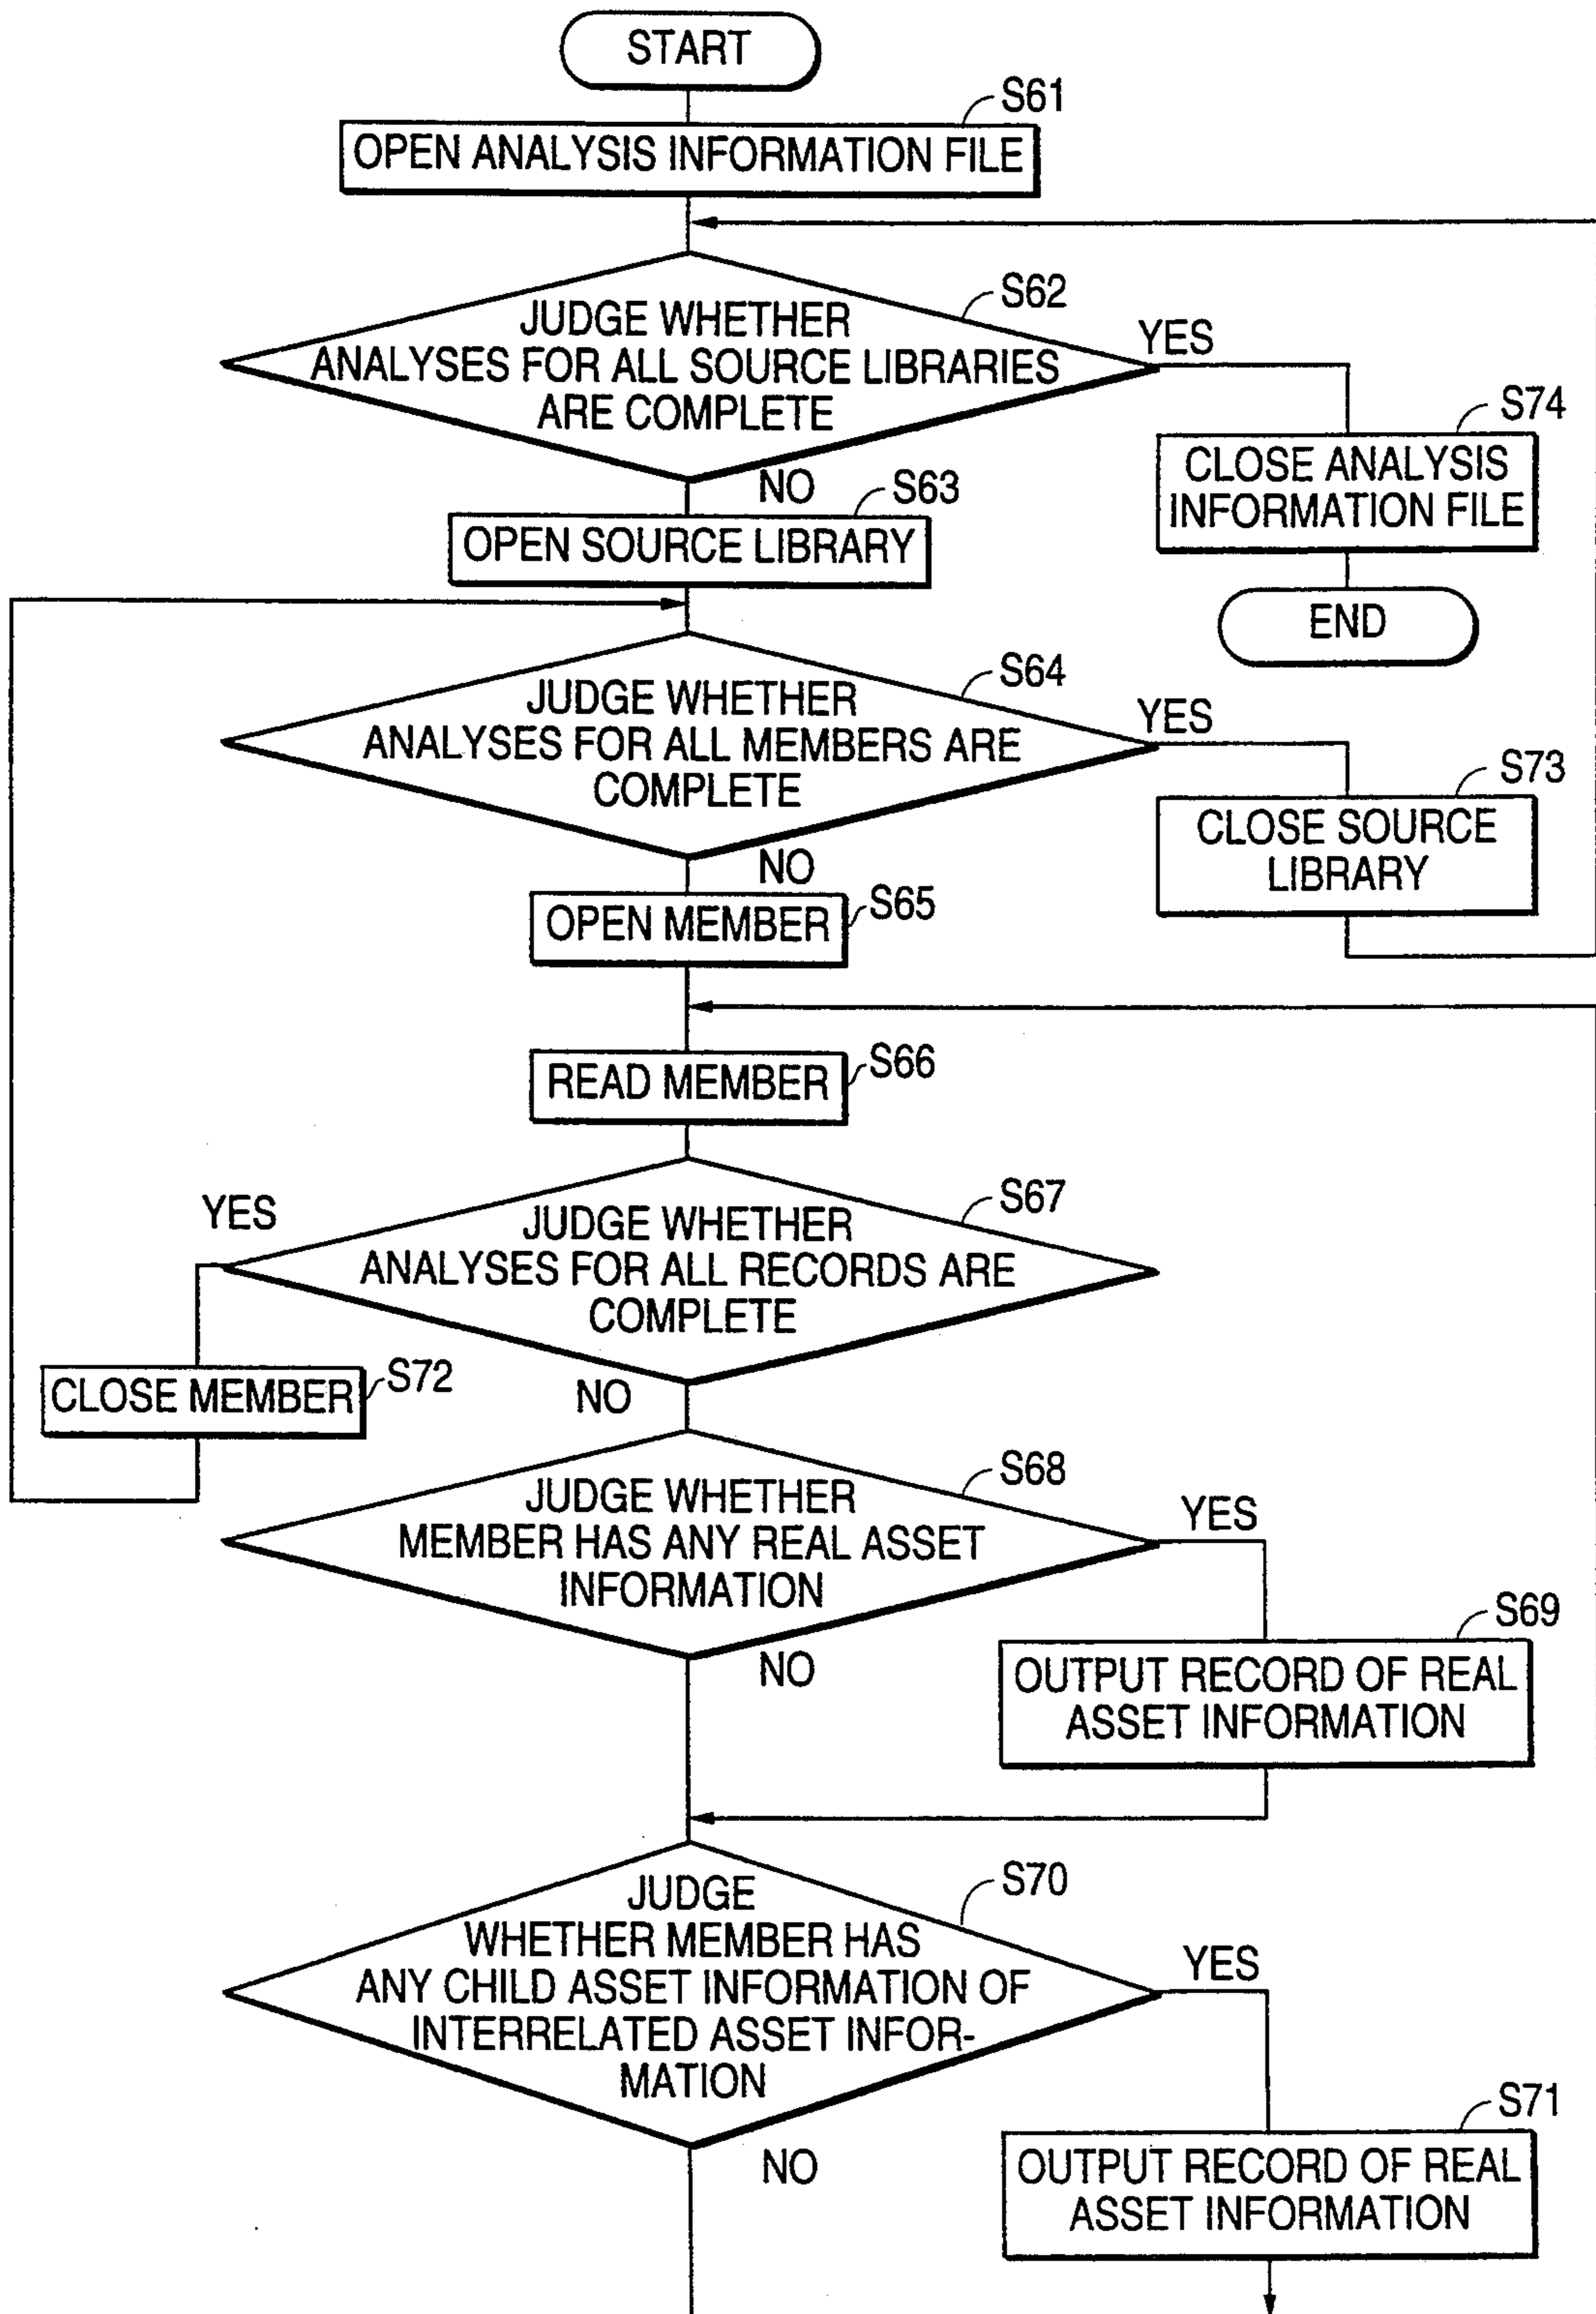 START
S61
OPEN ANALYSIS INFORMATION FILE
S62
JUDGE WHETHER
ANALYSES FOR ALL SOURCE LIBRARIES
ARE COMPLETE
YES
S74
CLOSE ANALYSIS
INFORMATION FILE
END
NO
S63
OPEN SOURCE LIBRARY
S64
JUDGE WHETHER
ANALYSES FOR ALL MEMBERS ARE
COMPLETE
YES
S73
CLOSE SOURCE
LIBRARY
NO
S65
OPEN MEMBER
S66
READ MEMBER
S67
JUDGE WHETHER
ANALYSES FOR ALL RECORDS ARE
COMPLETE
YES
S72
CLOSE MEMBER
NO
S68
JUDGE WHETHER
MEMBER HAS ANY REAL ASSET
INFORMATION
YES
S69
OUTPUT RECORD OF REAL
ASSET INFORMATION
NO
S70
JUDGE
WHETHER MEMBER HAS
ANY CHILD ASSET INFORMATION OF
INTERRELATED ASSET INFOR-
MATION
YES
S71
OUTPUT RECORD OF REAL
ASSET INFORMATION
NO